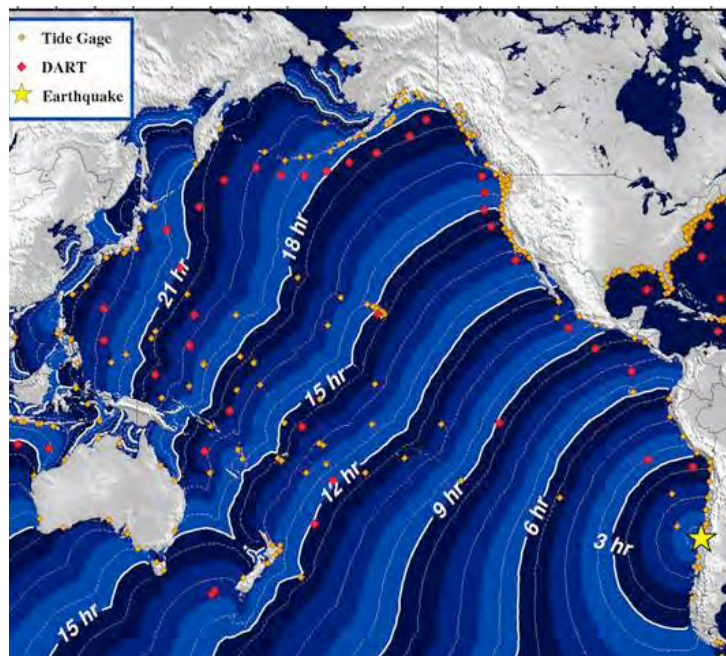 Tide Gage
DART
Earthquake
21 hr
18 hr
15 hr
12 hr
9 hr
6 hr
3 hr
15 hr